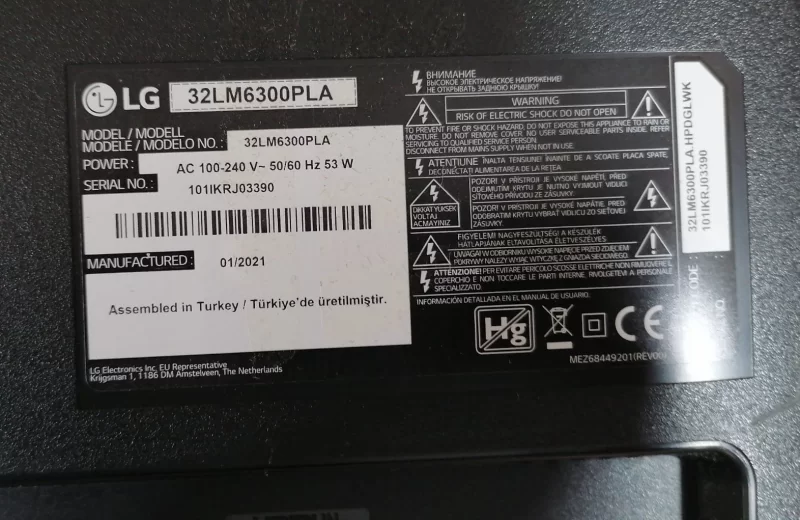 LG 32LM6300PLA
MODEL / MODELL
MODÈLE / MODELO NO. : 32LM6300PLA
POWER : AC 100-240 V~ 50/60 Hz 53 W
SERIAL NO. : 101IKRJ03390
MANUFACTURED : 01/2021
Assembled in Turkey / Türkiye'de üretilmiştir.
LG Electronics Inc. EU Representative
Krijgsman 1, 1186 DM Amstelveen, The Netherlands
ВНИМАНИЕ
ВЫСОКОЕ ЭЛЕКТРИЧЕСКОЕ НАПРЯЖЕНИЕ!
НЕ ОТКРЫВАТЬ ЗАДНЮЮ КРЫШКУ!
WARNING
RISK OF ELECTRIC SHOCK DO NOT OPEN
TO PREVENT FIRE OR SHOCK HAZARD, DO NOT EXPOSE THIS APPLIANCE TO RAIN OR
MOISTURE. DO NOT REMOVE COVER. NO USER SERVICEABLE PARTS INSIDE. REFER
SERVICING TO QUALIFIED SERVICE PERSONNEL.
DISCONNECT FROM MAINS SUPPLY WHEN NOT IN USE.
ATENŢIUNE ÎNALTA TENSIUNE! ÎNAINTE DE A SCOATE PLACA SPATE,
DECONECTAŢI ALIMENTAREA DE LA REŢEA.
DİKKAT YÜKSEK
VOLTAJ
AÇMAYINIZ
POZOR! V PŘÍSTROJI JE VYSOKÉ NAPĚTÍ, PŘED
ODEJMUTÍM KRYTU JE NUTNO VYJMOUT VIDLICI
SÍŤOVÉHO PŘÍVODU ZE ZÁSUVKY.
POZOR! V PRÍSTROJI JE VYSOKÉ NAPÄTIE, PRED
ODOBRATÍM KRYTU VYBRAŤ VIDLICU ZO SIEŤOVEJ
ZÁSUVKY.
FIGYELEM! NAGYFESZÜLTSÉG! A KÉSZÜLÉK
HÁTLAPJÁNAK ELTÁVOLÍTÁSA ÉLETVESZÉLYES
UWAGA! W ODBIORNIKU WYSOKIE NAPIĘCIE. PRZED ZDJĘCIEM
POKRYWY NALEŻY WYJĄĆ WTYCZKĘ Z GNIAZDA SIECIOWEGO.
ATTENZIONE! PER EVITARE PERICOLO SCOSSE ELETTRICHE NON RIMUOVERE IL
COPERCHIO E NON TOCCARE LE PARTI INTERNE. RIVOLGETEVI A PERSONALE
SPECIALIZZATO.
INFORMACIÓN DETALLADA EN EL MANUAL DE USUARIO.
Hg CE
MEZ68449201(REV00)
32LM6300PLA.HPDGLWK
101IKRJ03390